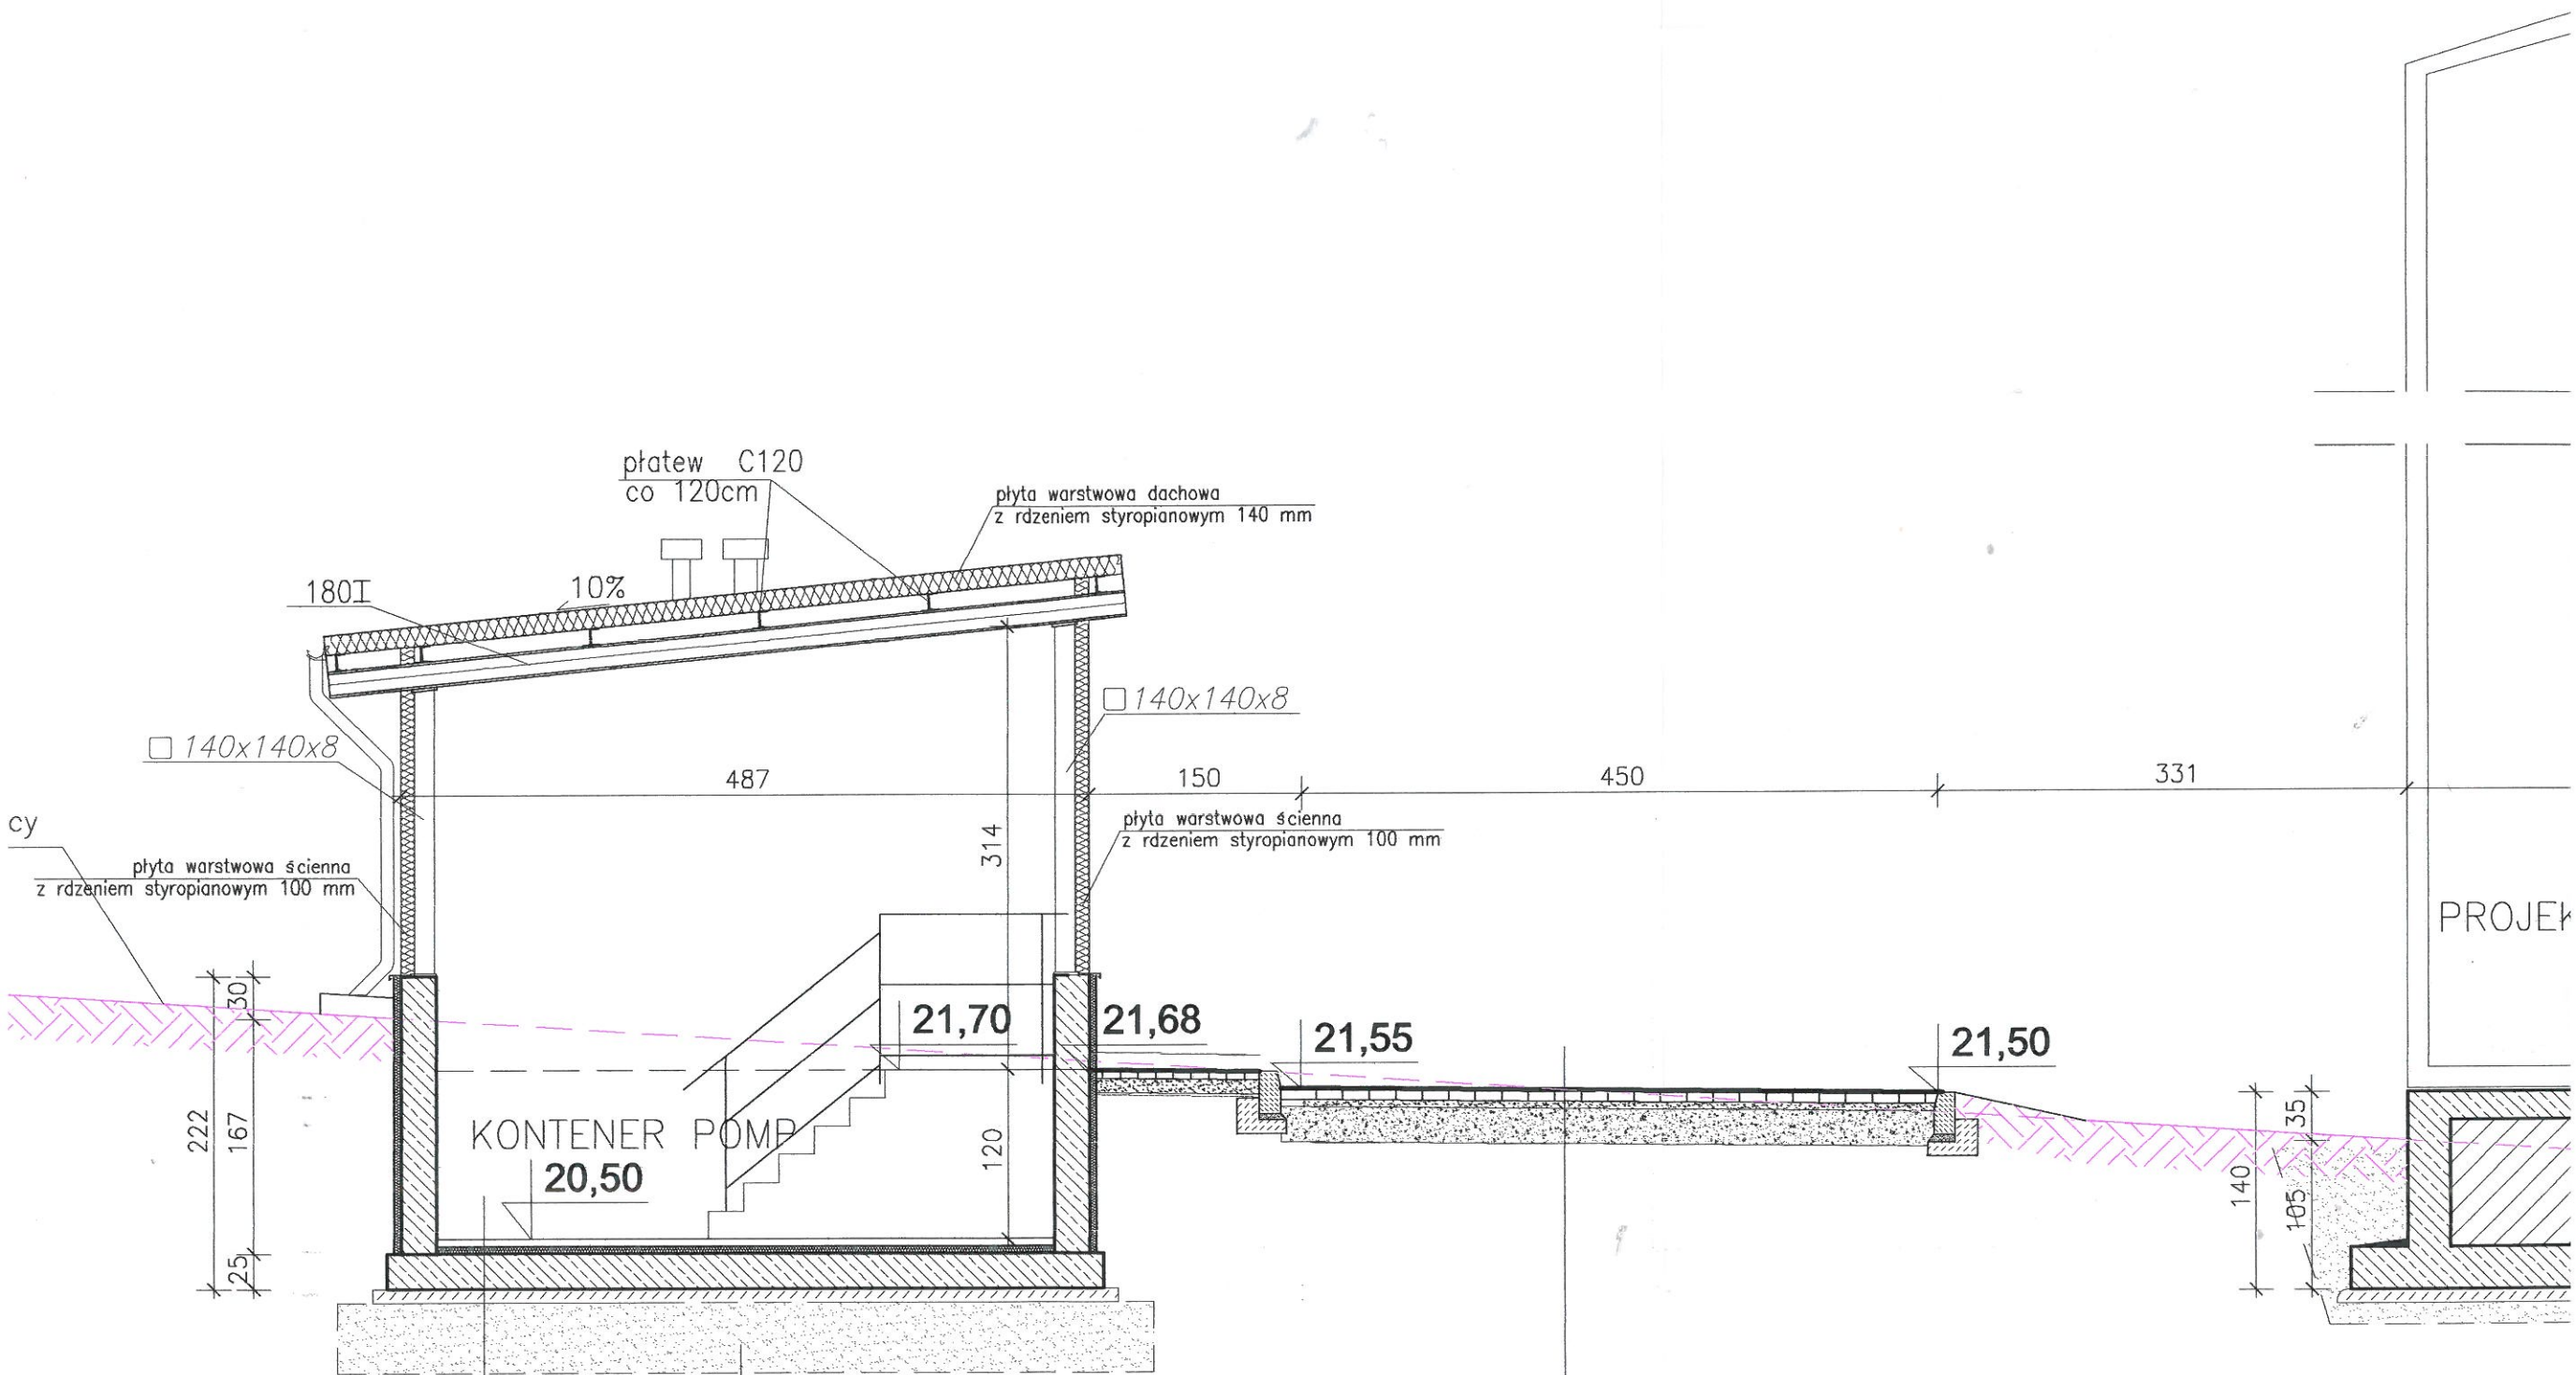 płatew C120
co 120cm
płyta warstwowa dachowa
z rdzeniem styropianowym 140 mm
180I
10%
140x140x8
140x140x8
487
150
450
331
cy
płyta warstwowa ścienna
z rdzeniem styropianowym 100 mm
314
płyta warstwowa ścienna
z rdzeniem styropianowym 100 mm
PROJEK
30
21,70
21,68
21,55
21,50
222
167
KONTENER POMP
120
20,50
25
35
140
105